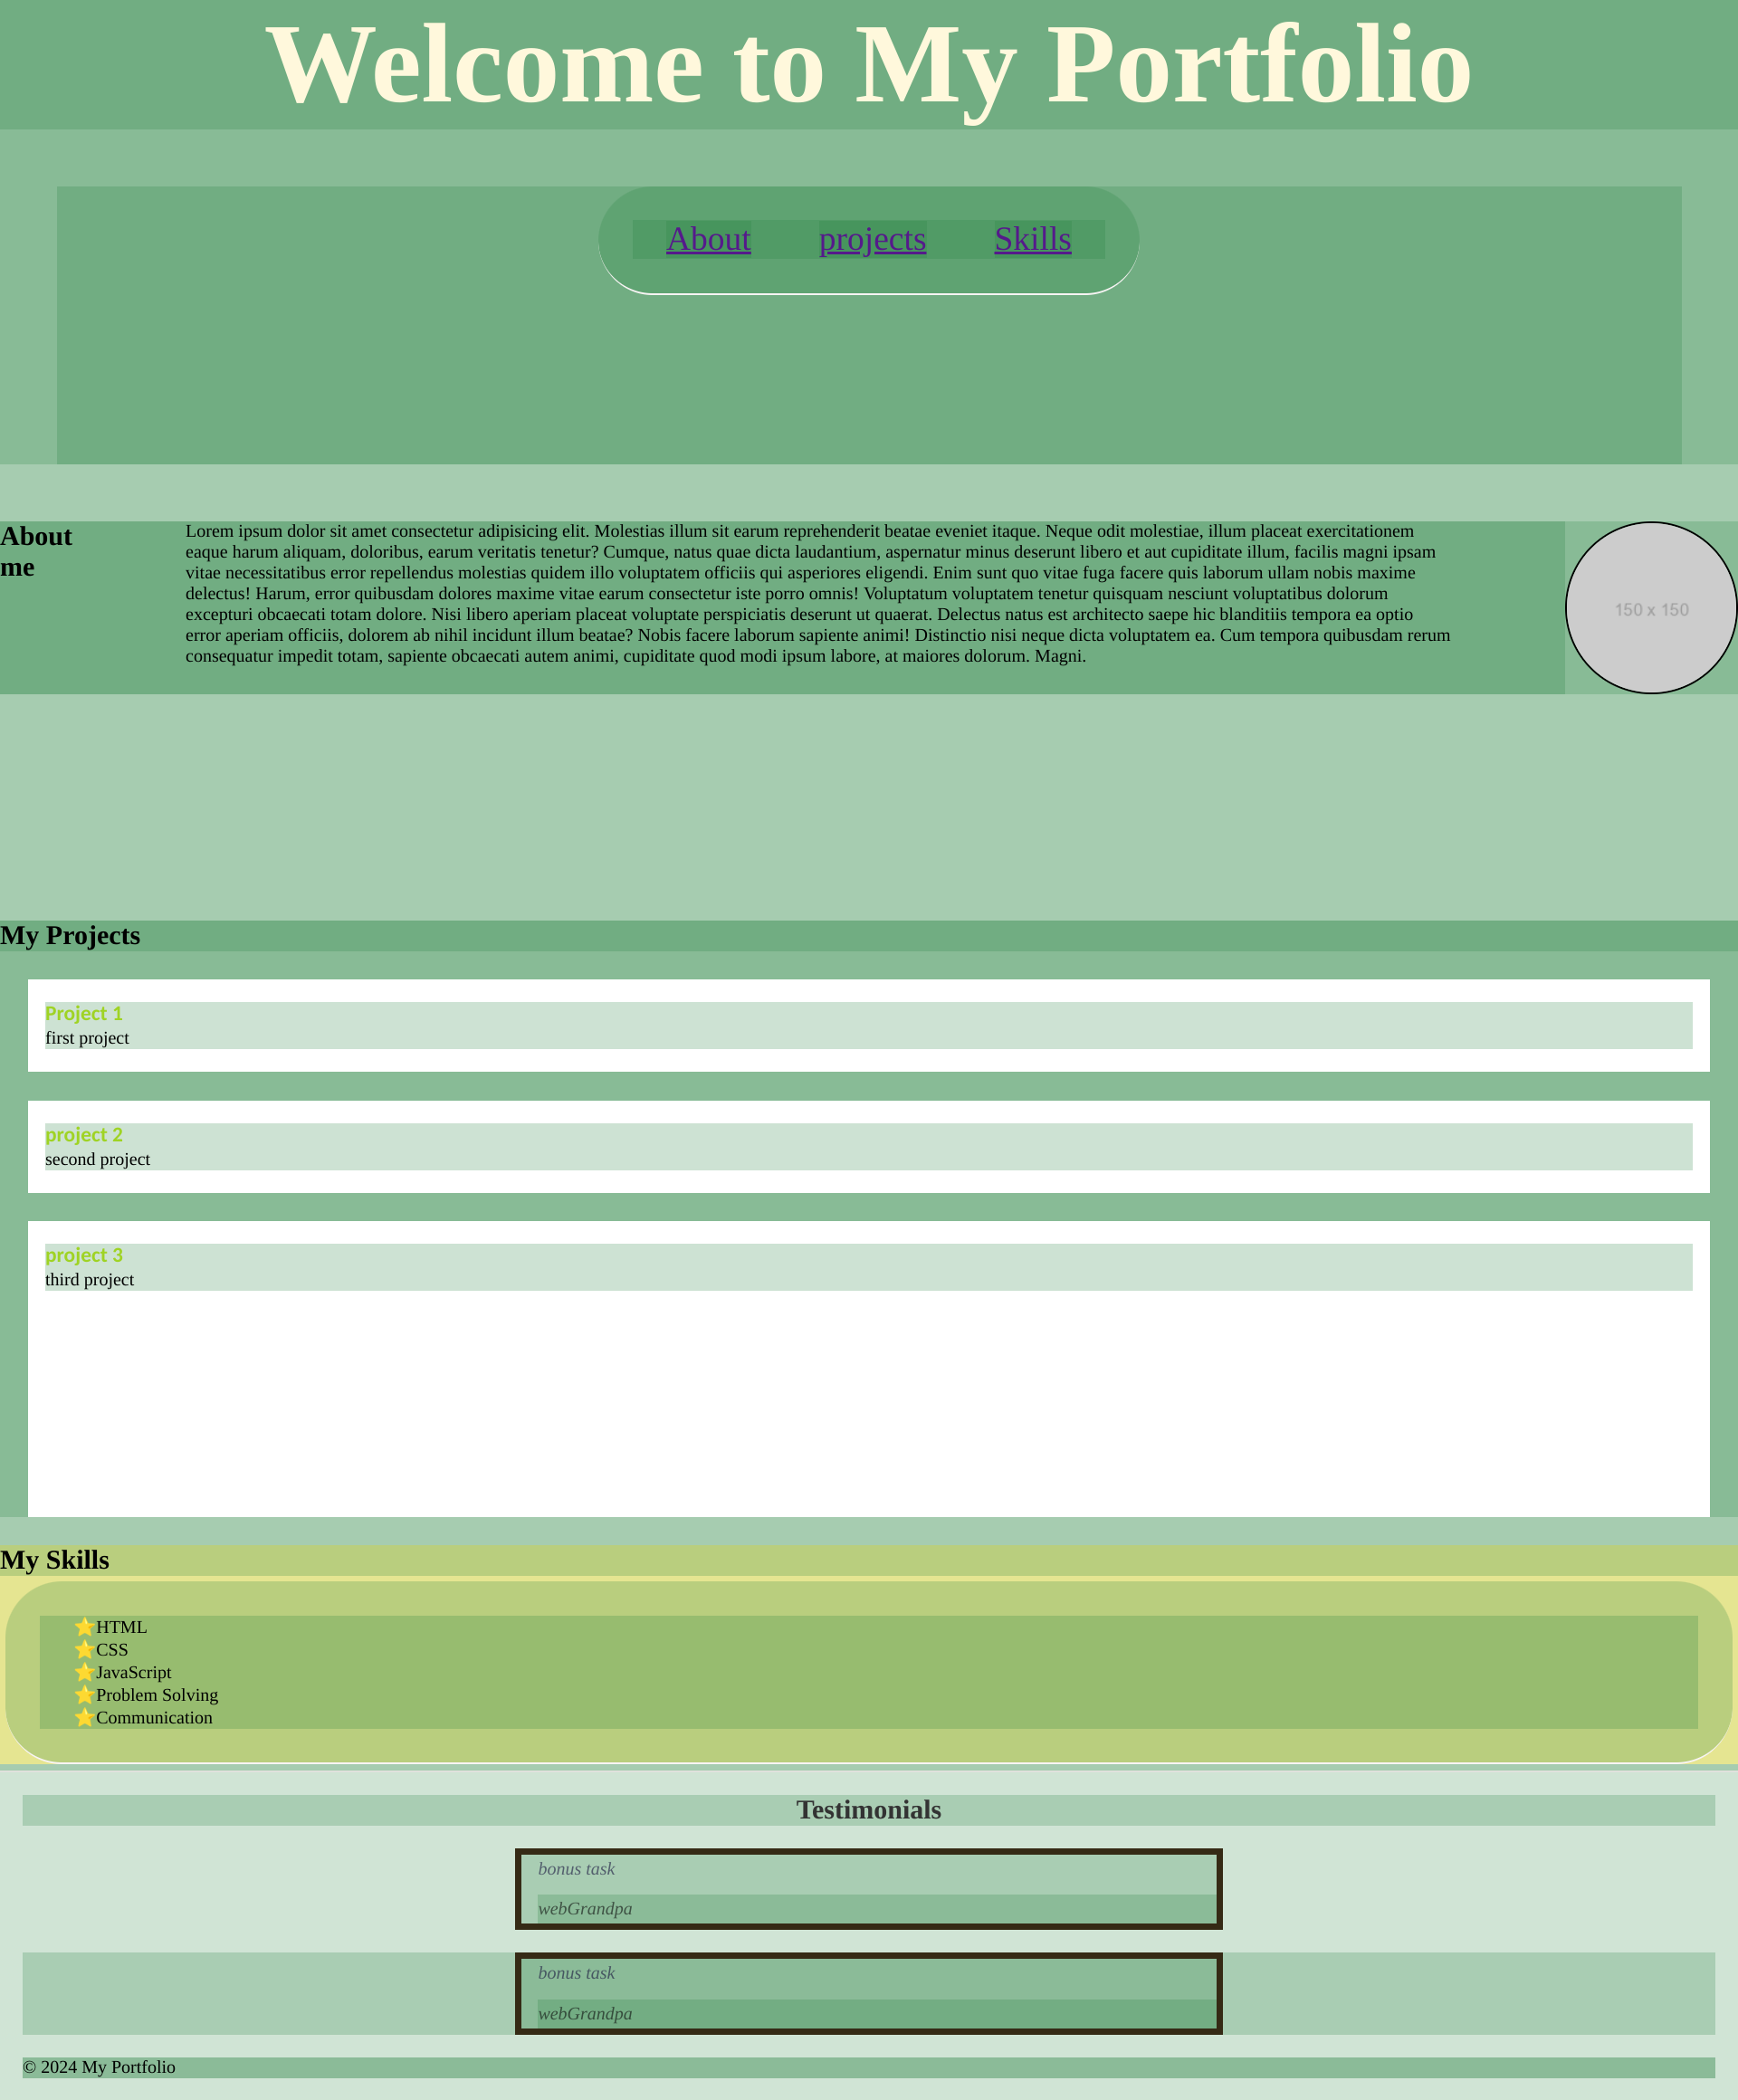 Welcome to My Portfolio
About projects Skills
About
me
Lorem ipsum dolor sit amet consectetur adipisicing elit. Molestias illum sit earum reprehenderit beatae eveniet itaque. Neque odit molestiae, illum placeat exercitationem
eaque harum aliquam, doloribus, earum veritatis tenetur? Cumque, natus quae dicta laudantium, aspernatur minus deserunt libero et aut cupiditate illum, facilis magni ipsam
vitae necessitatibus error repellendus molestias quidem illo voluptatem officiis qui asperiores eligendi. Enim sunt quo vitae fuga facere quis laborum ullam nobis maxime
delectus! Harum, error quibusdam dolores maxime vitae earum consectetur iste porro omnis! Voluptatum voluptatem tenetur quisquam nesciunt voluptatibus dolorum
excepturi obcaecati totam dolore. Nisi libero aperiam placeat voluptate perspiciatis deserunt ut quaerat. Delectus natus est architecto saepe hic blanditiis tempora ea optio
error aperiam officiis, dolorem ab nihil incidunt illum beatae? Nobis facere laborum sapiente animi! Distinctio nisi neque dicta voluptatem ea. Cum tempora quibusdam rerum
consequatur impedit totam, sapiente obcaecati autem animi, cupiditate quod modi ipsum labore, at maiores dolorum. Magni.
150 x 150
My Projects
Project 1
first project
project 2
second project
project 3
third project
My Skills
⭐HTML
⭐CSS
⭐JavaScript
⭐Problem Solving
⭐Communication
Testimonials
bonus task
webGrandpa
bonus task
webGrandpa
© 2024 My Portfolio